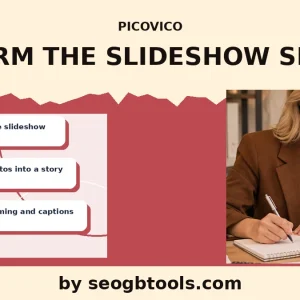 PICOVICO
RM THE SLIDESHOW S
slideshow
tos into a story
ming and captions
by seogbtools.com